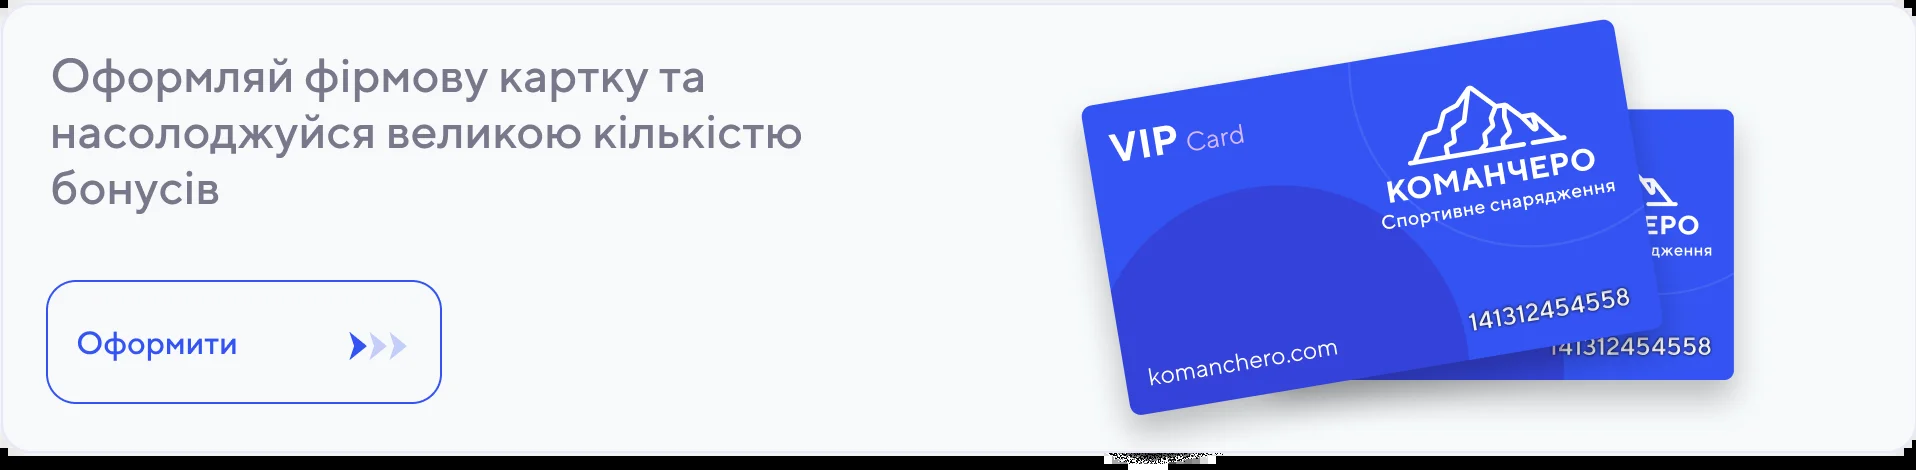 Оформляй фірмову картку та
насолоджуйся великою кількістю
бонусів
Оформити
VIP Card
КОМАНЧЕРО
Спортивне снарядження
141312454558
komanchero.com
ЕРО
дження
141312454558